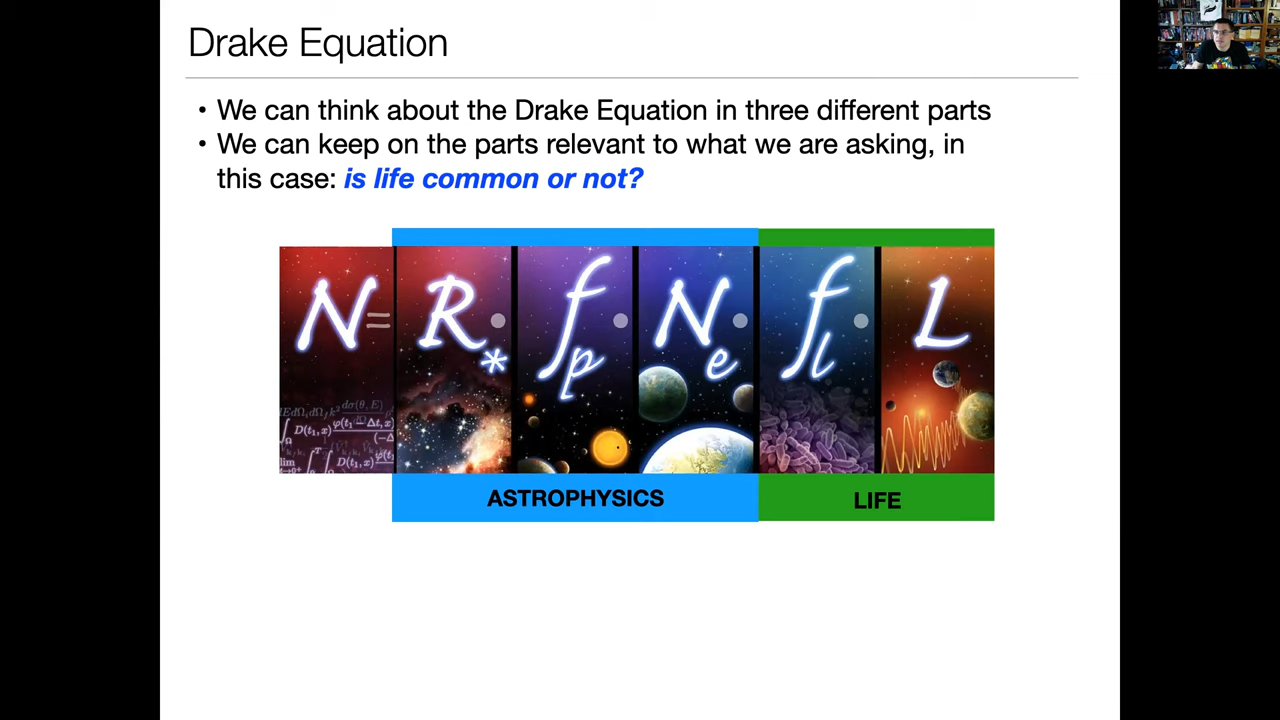 Drake Equation
• We can think about the Drake Equation in three different parts
• We can keep on the parts relevant to what we are asking, in
this case: is life common or not?
N = R* • fp • Ne • fl • L
ASTROPHYSICS
LIFE